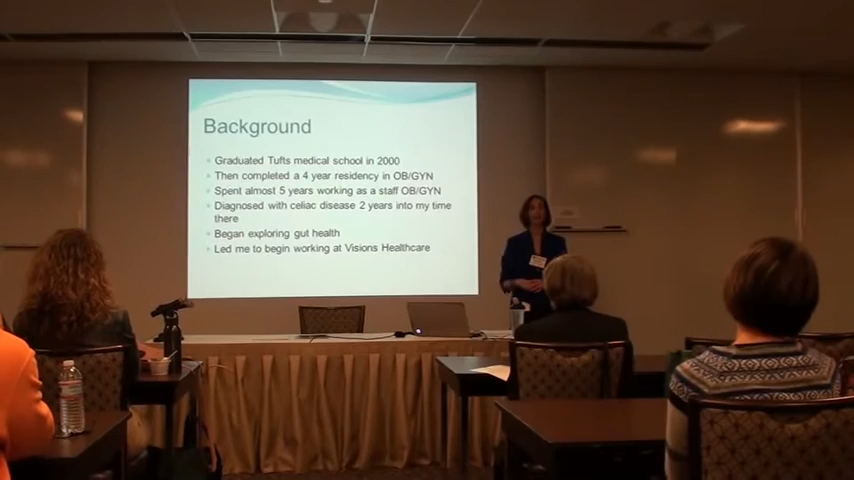 Background
• Graduated Tufts medical school in 2000
• Then completed a 4 year residency in OB/GYN
• Spent almost 5 years working as a staff OB/GYN
• Diagnosed with celiac disease 2 years into my time
there
• Began exploring gut health
• Led me to begin working at Visions Healthcare